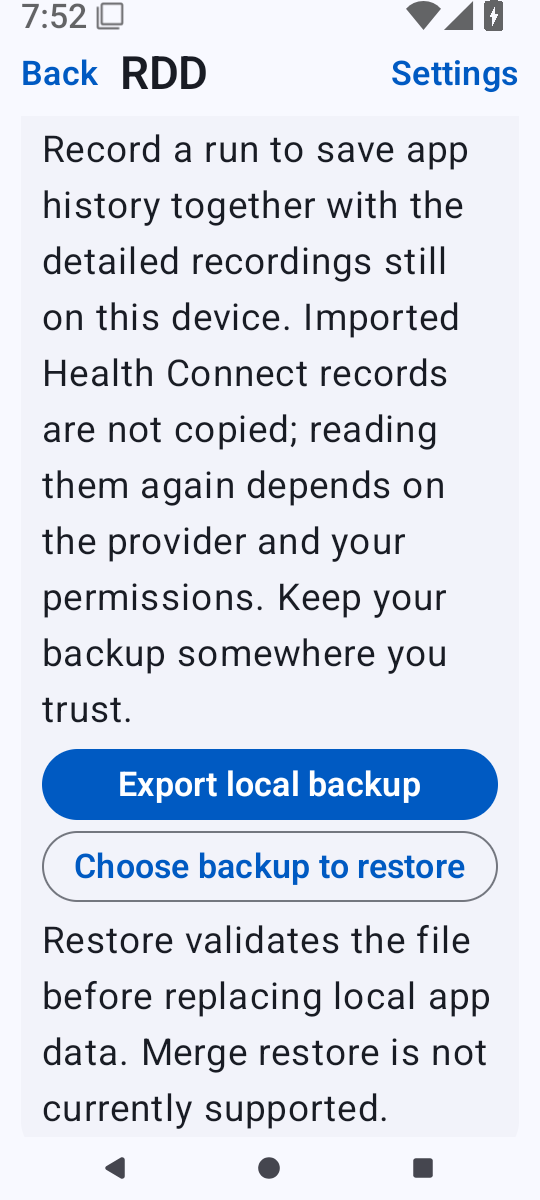 7:52
Back RDD Settings
Record a run to save app
history together with the
detailed recordings still
on this device. Imported
Health Connect records
are not copied; reading
them again depends on
the provider and your
permissions. Keep your
backup somewhere you
trust.
Export local backup
Choose backup to restore
Restore validates the file
before replacing local app
data. Merge restore is not
currently supported.